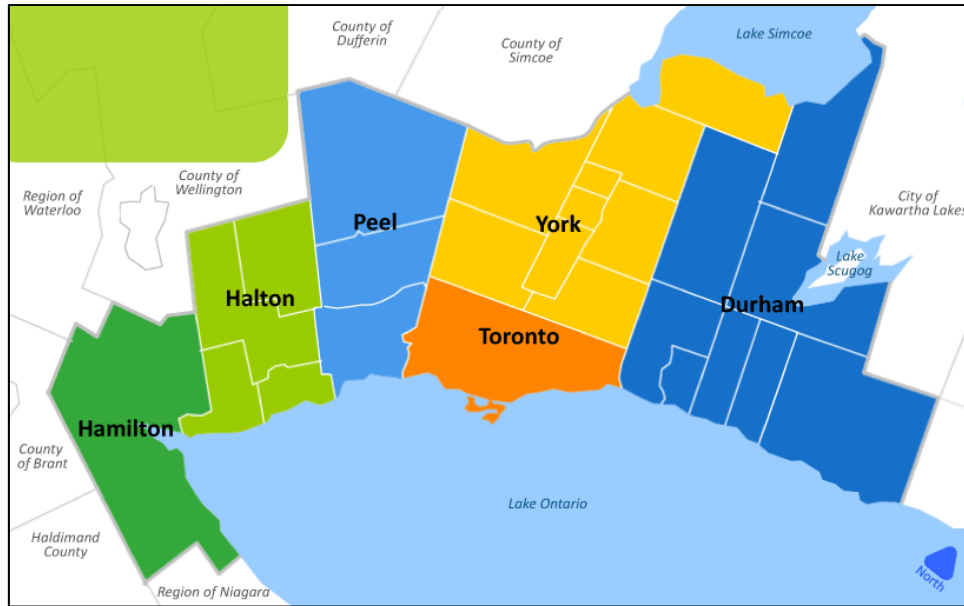 County of
Dufferin
County of
Simcoe
Lake Simcoe
County of
Wellington
Region of
Waterloo
City of
Kawartha Lakes
Peel
York
Lake
Scugog
Halton
Durham
Toronto
Hamilton
County
of Brant
Lake Ontario
Haldimand
County
Region of Niagara
North